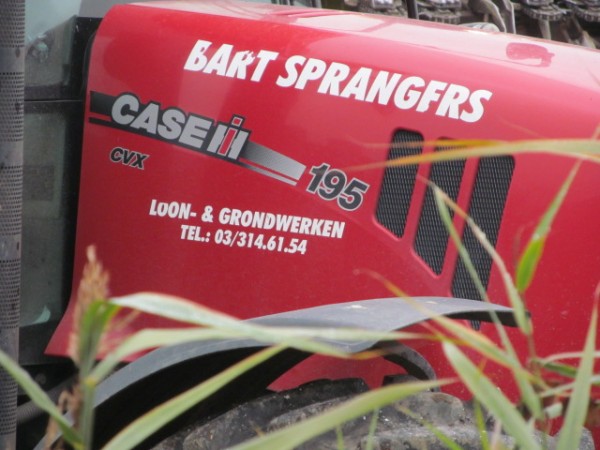 BART SPRANGERS
CASE IH
CVX
195
LOON- & GRONDWERKEN
TEL.: 03/314.61.54